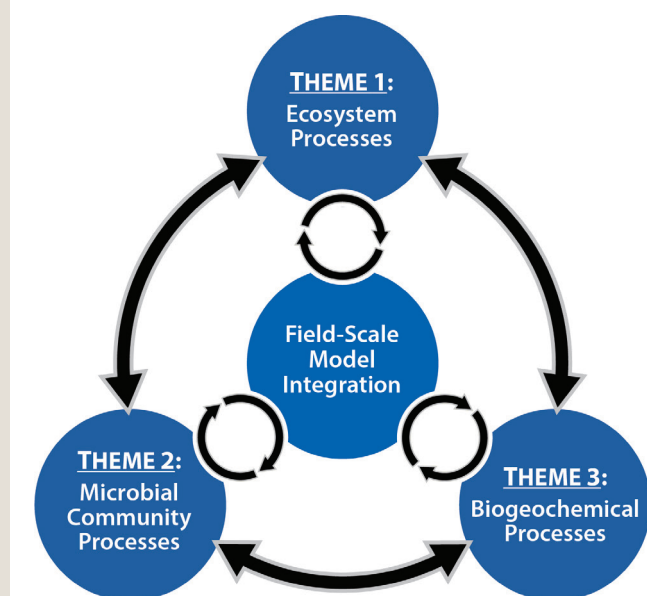 THEME 1:
Ecosystem
Processes
Field-Scale
Model
Integration
THEME 2:
Microbial
Community
Processes
THEME 3:
Biogeochemical
Processes